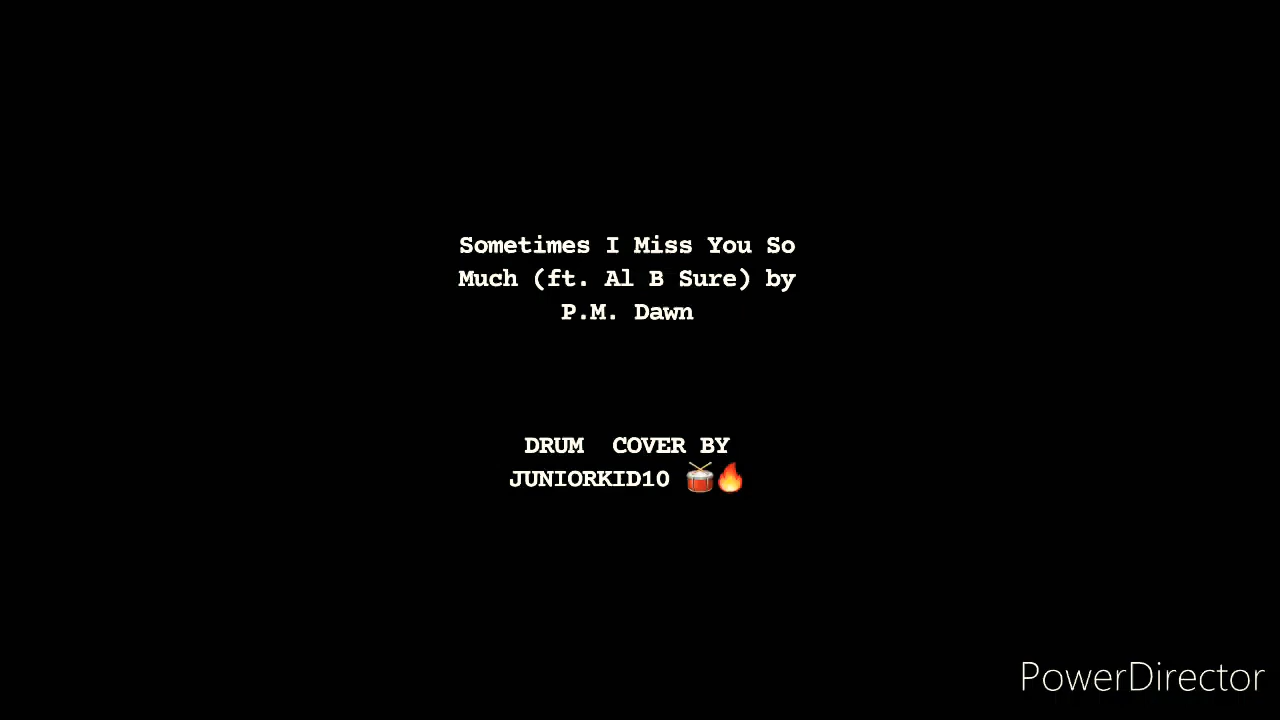 Sometimes I Miss You So
Much (ft. Al B Sure) by
P.M. Dawn
DRUM  COVER BY
JUNIORKID10 🥁🔥
PowerDirector